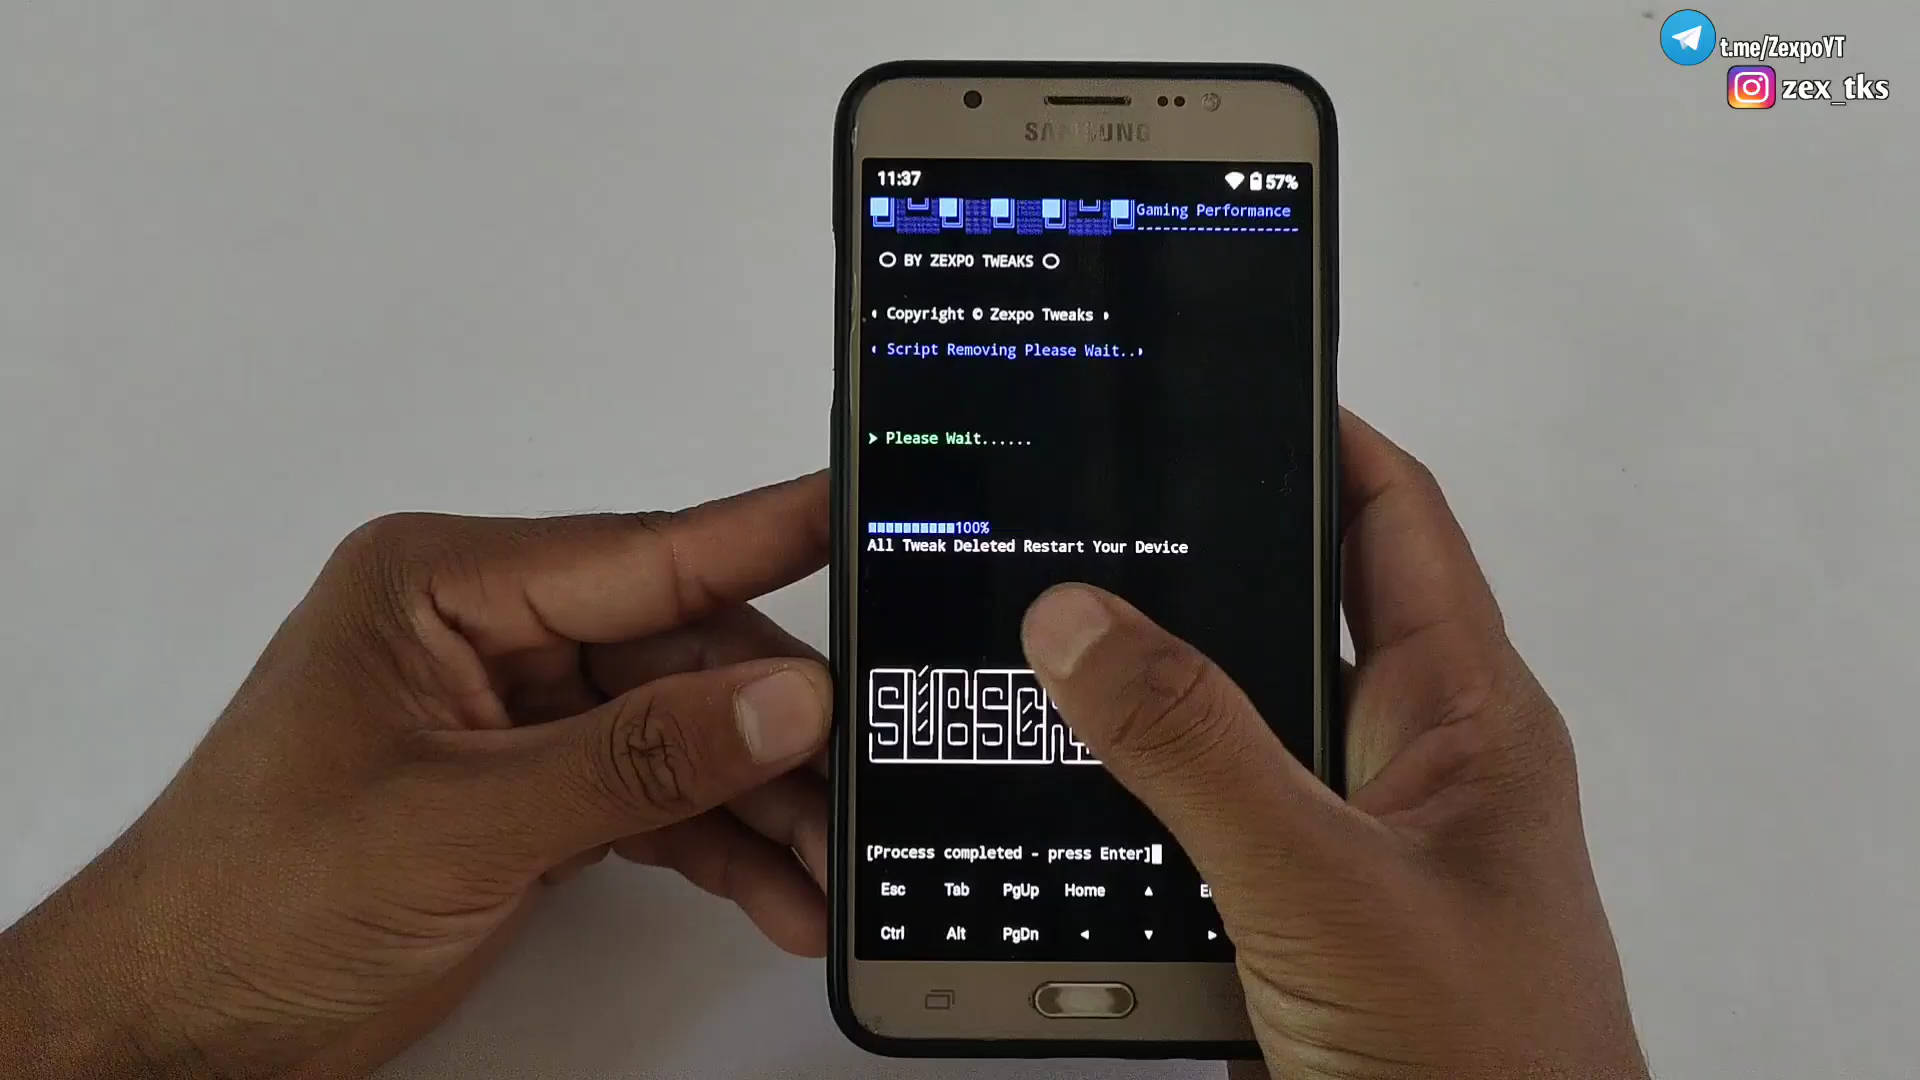 t.me/ZexpoYT
zex_tks
SAMSUNG
11:37
57%
Gaming Performance
BY ZEXPO TWEAKS
Copyright © Zexpo Tweaks
Script Removing Please Wait..
> Please Wait......
100%
All Tweak Deleted Restart Your Device
[Process completed - press Enter]
Esc Tab PgUp Home ▲
Ctrl Alt PgDn ◄ ▼ ►